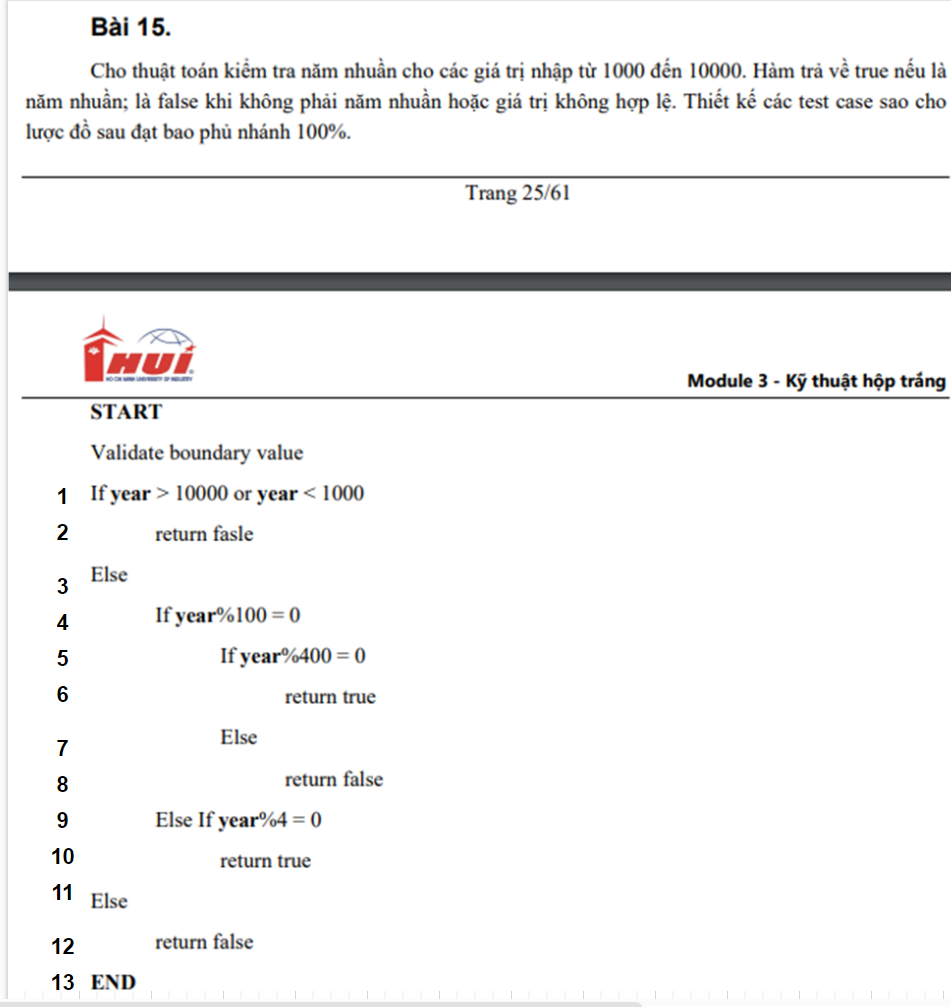 Bài 15.
Cho thuật toán kiểm tra năm nhuần cho các giá trị nhập từ 1000 đến 10000. Hàm trả về true nếu là
năm nhuần; là false khi không phải năm nhuần hoặc giá trị không hợp lệ. Thiết kế các test case sao cho
lược đồ sau đạt bao phủ nhánh 100%.
Trang 25/61
HUI
HO CHI MINH UNIVERSITY OF INDUSTRY
Module 3 - Kỹ thuật hộp trắng
START
Validate boundary value
1 If year > 10000 or year < 1000
2 return fasle
3 Else
4 If year%100 = 0
5 If year%400 = 0
6 return true
7 Else
8 return false
9 Else If year%4 = 0
10 return true
11 Else
12 return false
13 END